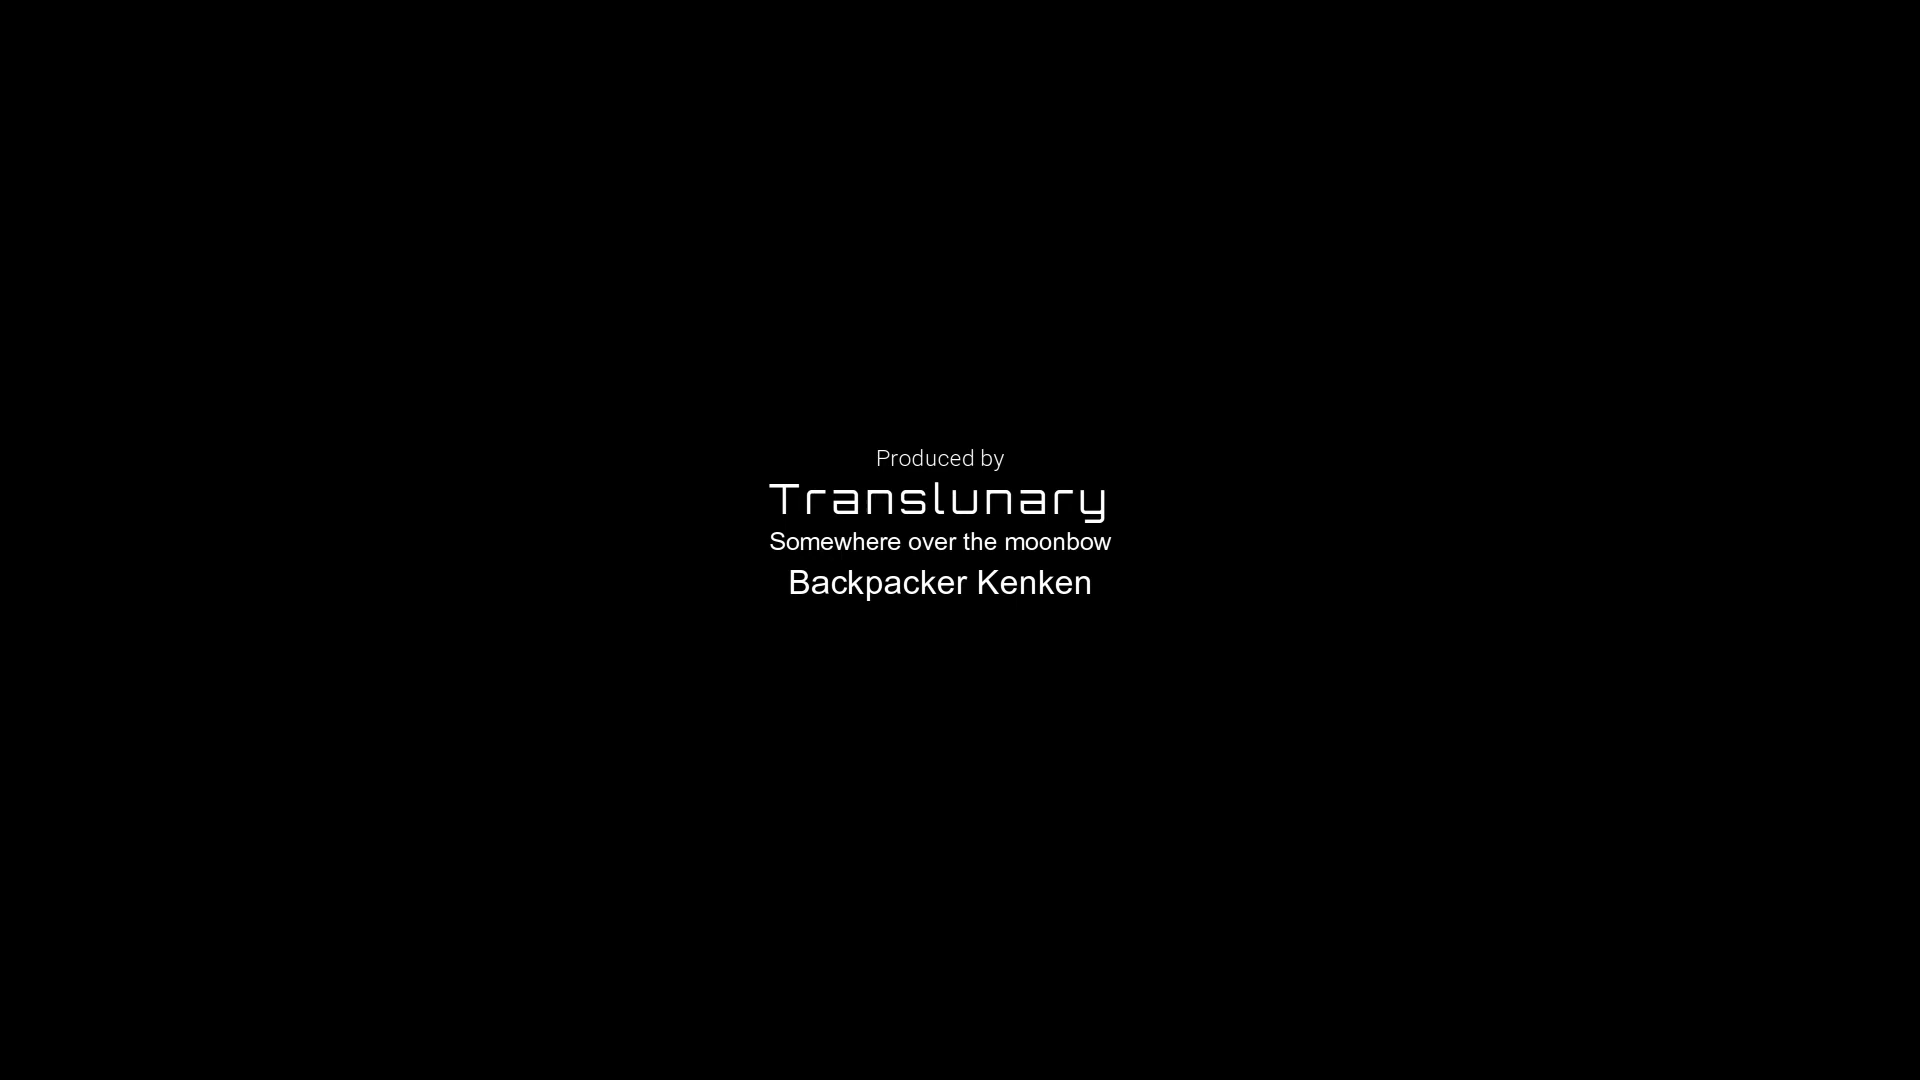 Produced by
Translunary
Somewhere over the moonbow
Backpacker Kenken